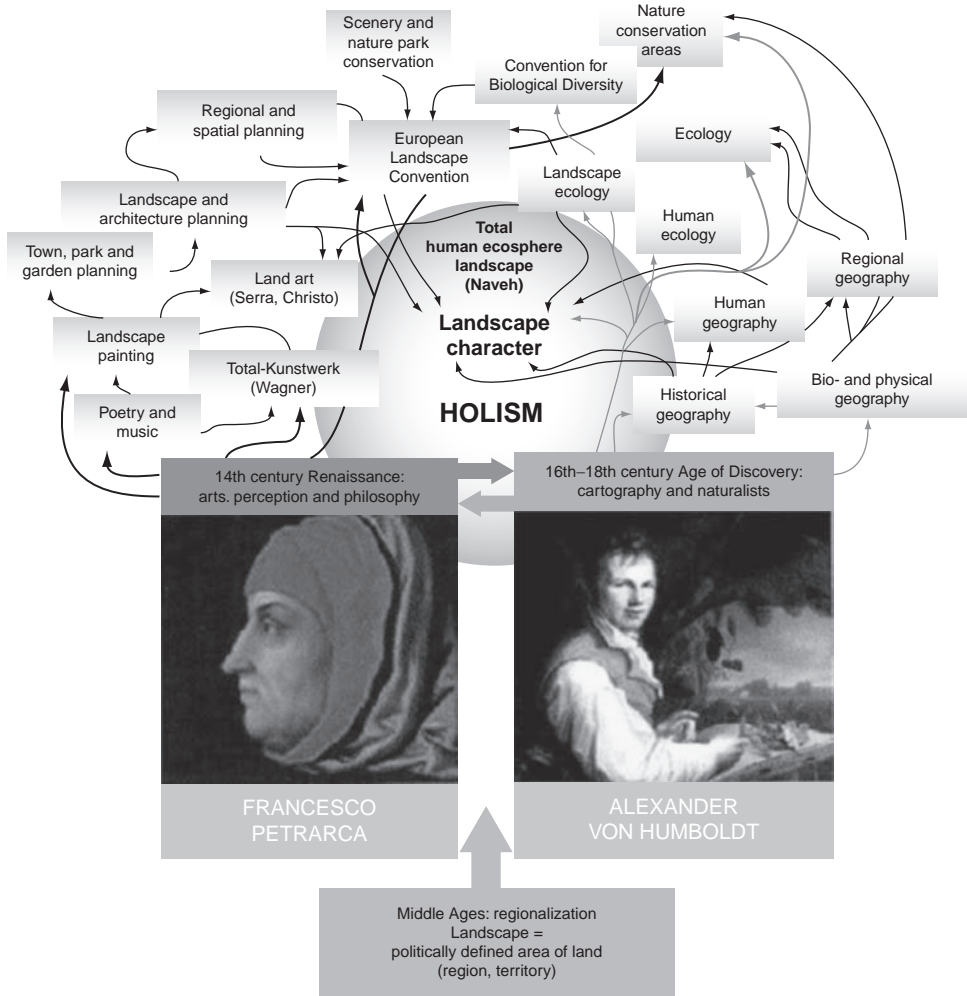 Scenery and
nature park
conservation
Nature
conservation
areas
Convention for
Biological Diversity
Regional and
spatial planning
European
Landscape
Convention
Ecology
Landscape
ecology
Landscape and
architecture planning
Human
ecology
Total
human ecosphere
landscape
(Naveh)
Town, park and
garden planning
Land art
(Serra, Christo)
Regional
geography
Landscape
character
Human
geography
Landscape
painting
Total-Kunstwerk
(Wagner)
Bio- and physical
geography
Historical
geography
HOLISM
Poetry and
music
14th century Renaissance:
arts. perception and philosophy
16th–18th century Age of Discovery:
cartography and naturalists
FRANCESCO
PETRARCA
ALEXANDER
VON HUMBOLDT
Middle Ages: regionalization
Landscape =
politically defined area of land
(region, territory)